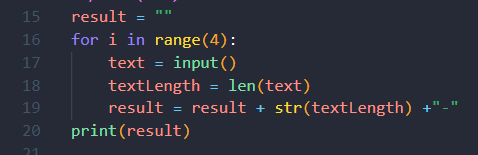 15 result = ""
16 for i in range(4):
17     text = input()
18     textLength = len(text)
19     result = result + str(textLength) +"-"
20 print(result)
21